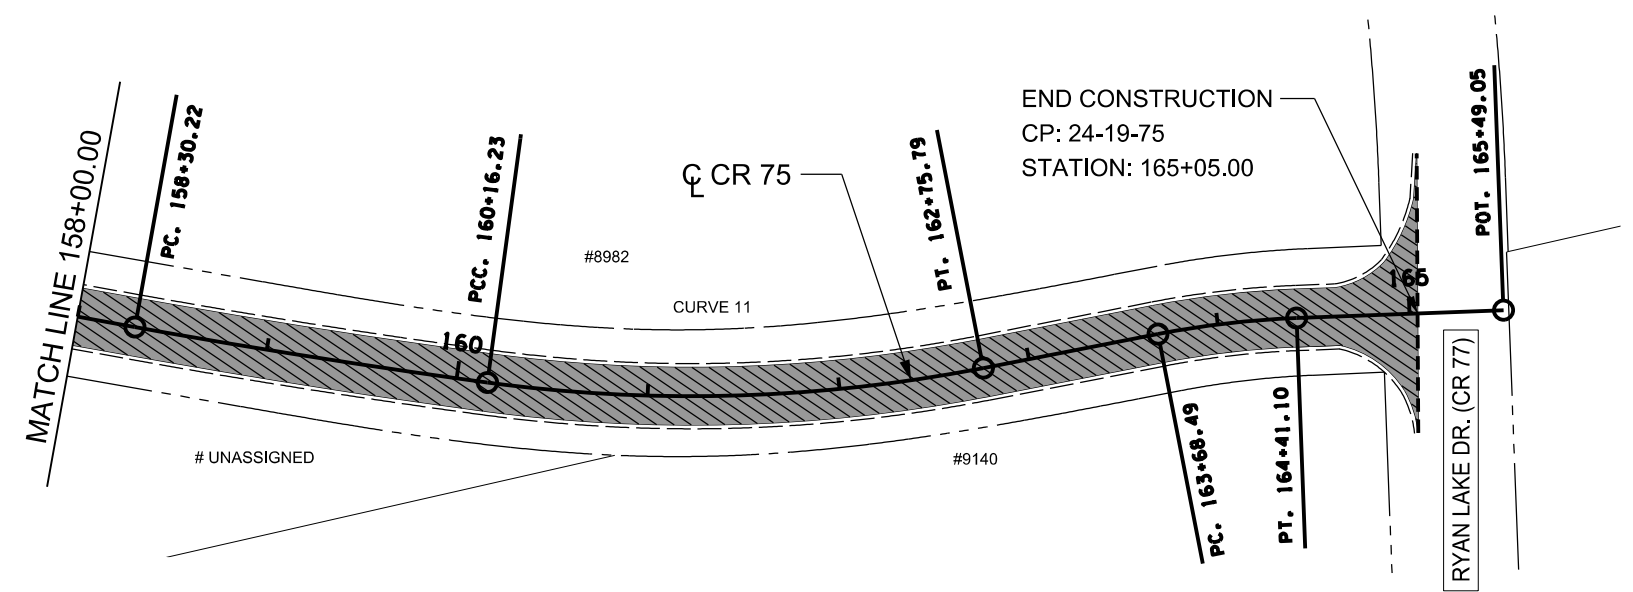 MATCH LINE 158+00.00
PC. 158+30.22
160
PCC. 160+16.23
#8982
CURVE 11
℄ CR 75
PT. 162+75.79
END CONSTRUCTION
CP: 24-19-75
STATION: 165+05.00
165
POT. 165+49.05
# UNASSIGNED
#9140
PC. 163+68.49
PT. 164+41.10
RYAN LAKE DR. (CR 77)